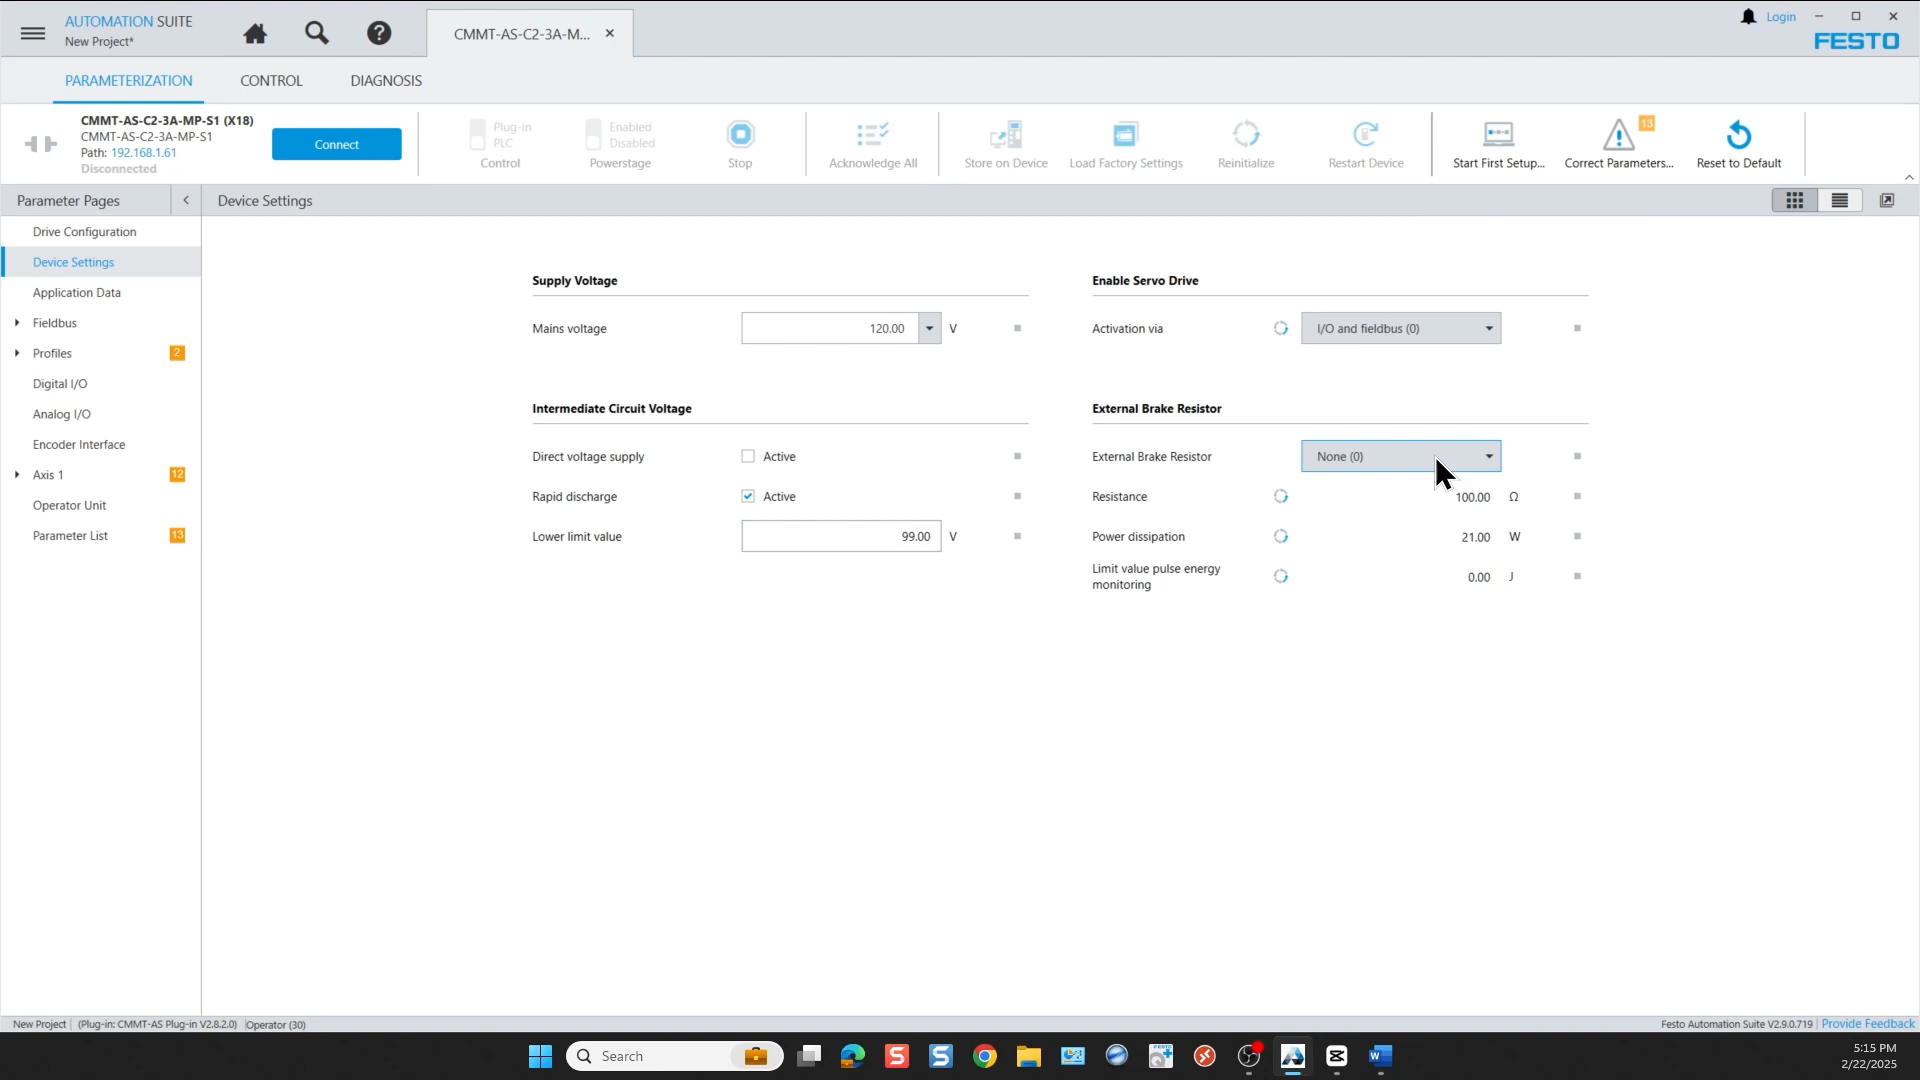 AUTOMATION SUITE
New Project*
CMMT-AS-C2-3A-M...
Login
FESTO
PARAMETERIZATION
CONTROL
DIAGNOSIS
CMMT-AS-C2-3A-MP-S1 (X18)
CMMT-AS-C2-3A-MP-S1
Path: 192.168.1.61
Disconnected
Connect
Plug-in
PLC
Control
Enabled
Disabled
Powerstage
Stop
Acknowledge All
Store on Device
Load Factory Settings
Reinitialize
Restart Device
Start First Setup...
13
Correct Parameters...
Reset to Default
Parameter Pages
Device Settings
Drive Configuration
Device Settings
Application Data
Fieldbus
Profiles 2
Digital I/O
Analog I/O
Encoder Interface
Axis 1 12
Operator Unit
Parameter List 13
Supply Voltage
Mains voltage 120.00 V
Intermediate Circuit Voltage
Direct voltage supply Active
Rapid discharge Active
Lower limit value 99.00 V
Enable Servo Drive
Activation via I/O and fieldbus (0)
External Brake Resistor
External Brake Resistor None (0)
Resistance 100.00 Ω
Power dissipation 21.00 W
Limit value pulse energy
monitoring 0.00 J
New Project (Plug-in: CMMT-AS Plug-in V2.8.2.0) Operator (30)
Festo Automation Suite V2.9.0.719 Provide Feedback
Search
5:15 PM
2/22/2025